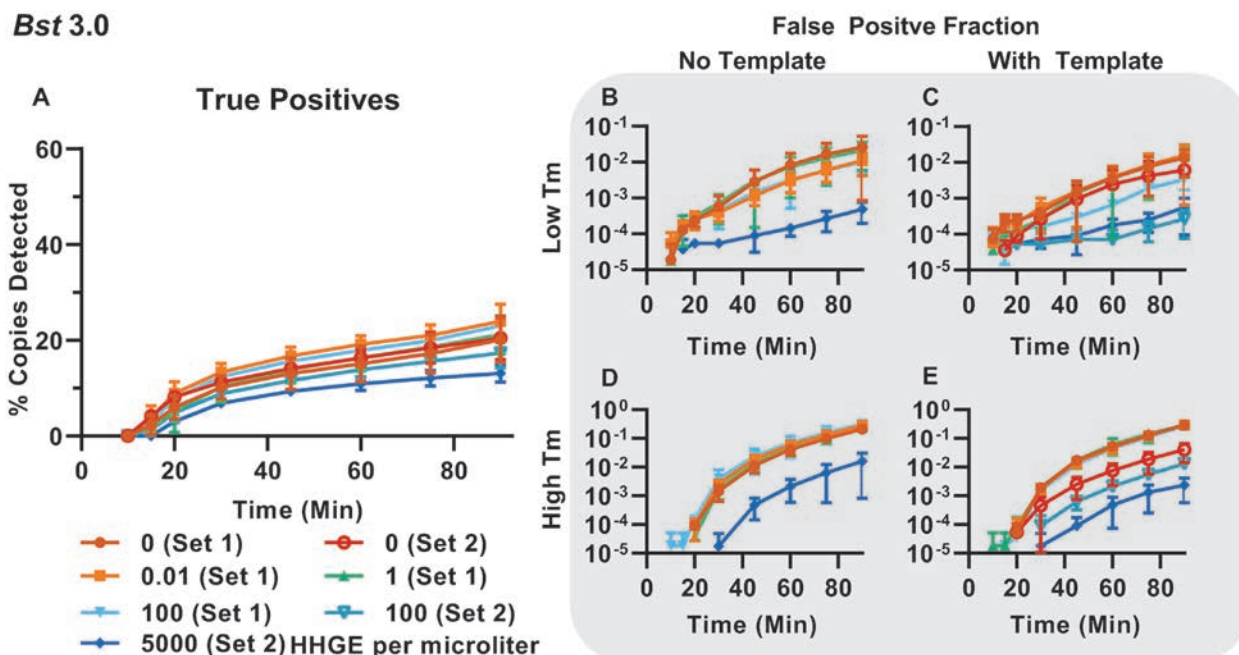 Bst 3.0
False Positve Fraction
No Template
With Template
A
True Positives
% Copies Detected
60
40
20
0
0
20
40
60
80
Time (Min)
B
Low Tm
10-1
10-2
10-3
10-4
10-5
0
20
40
60
80
Time (Min)
C
10-1
10-2
10-3
10-4
10-5
0
20
40
60
80
Time (Min)
D
High Tm
100
10-1
10-2
10-3
10-4
10-5
0
20
40
60
80
Time (Min)
E
100
10-1
10-2
10-3
10-4
10-5
0
20
40
60
80
Time (Min)
0 (Set 1)
0 (Set 2)
0.01 (Set 1)
1 (Set 1)
100 (Set 1)
100 (Set 2)
5000 (Set 2) HHGE per microliter